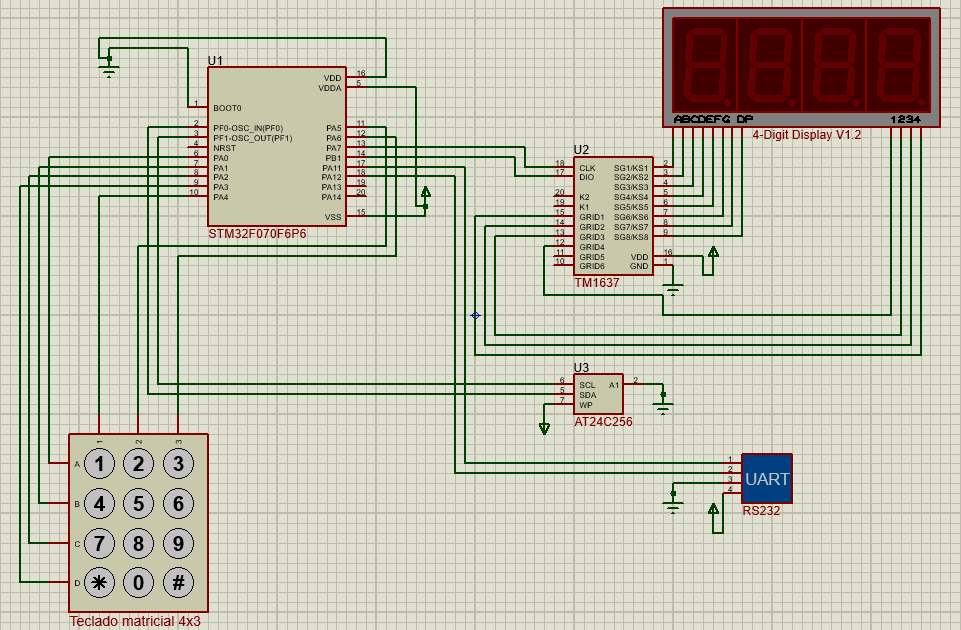 U1
1 BOOT0
2 PF0-OSC_IN(PF0)
3 PF1-OSC_OUT(PF1)
4 NRST
6 PA0
7 PA1
8 PA2
9 PA3
10 PA4
VDD 16
VDDA 5
PA5 11
PA6 12
PA7 13
PB1 14
PA11 17
PA12 18
PA13 19
PA14 20
VSS 15
STM32F070F6P6
ABCDEFG DP
1234
4-Digit Display V1.2
U2
18 CLK
17 DIO
20 K2
19 K1
15 GRID1
14 GRID2
13 GRID3
12 GRID4
11 GRID5
10 GRID6
SG1/KS1 2
SG2/KS2 3
SG3/KS3 4
SG4/KS4 5
SG5/KS5 6
SG6/KS6 7
SG7/KS7 8
SG8/KS8 9
VDD 16
GND 1
TM1637
U3
6 SCL
5 SDA
7 WP
A1 2
AT24C256
1
2
3
4
UART
RS232
1 2 3
A 1 2 3
B 4 5 6
C 7 8 9
D * 0 #
Teclado matricial 4x3